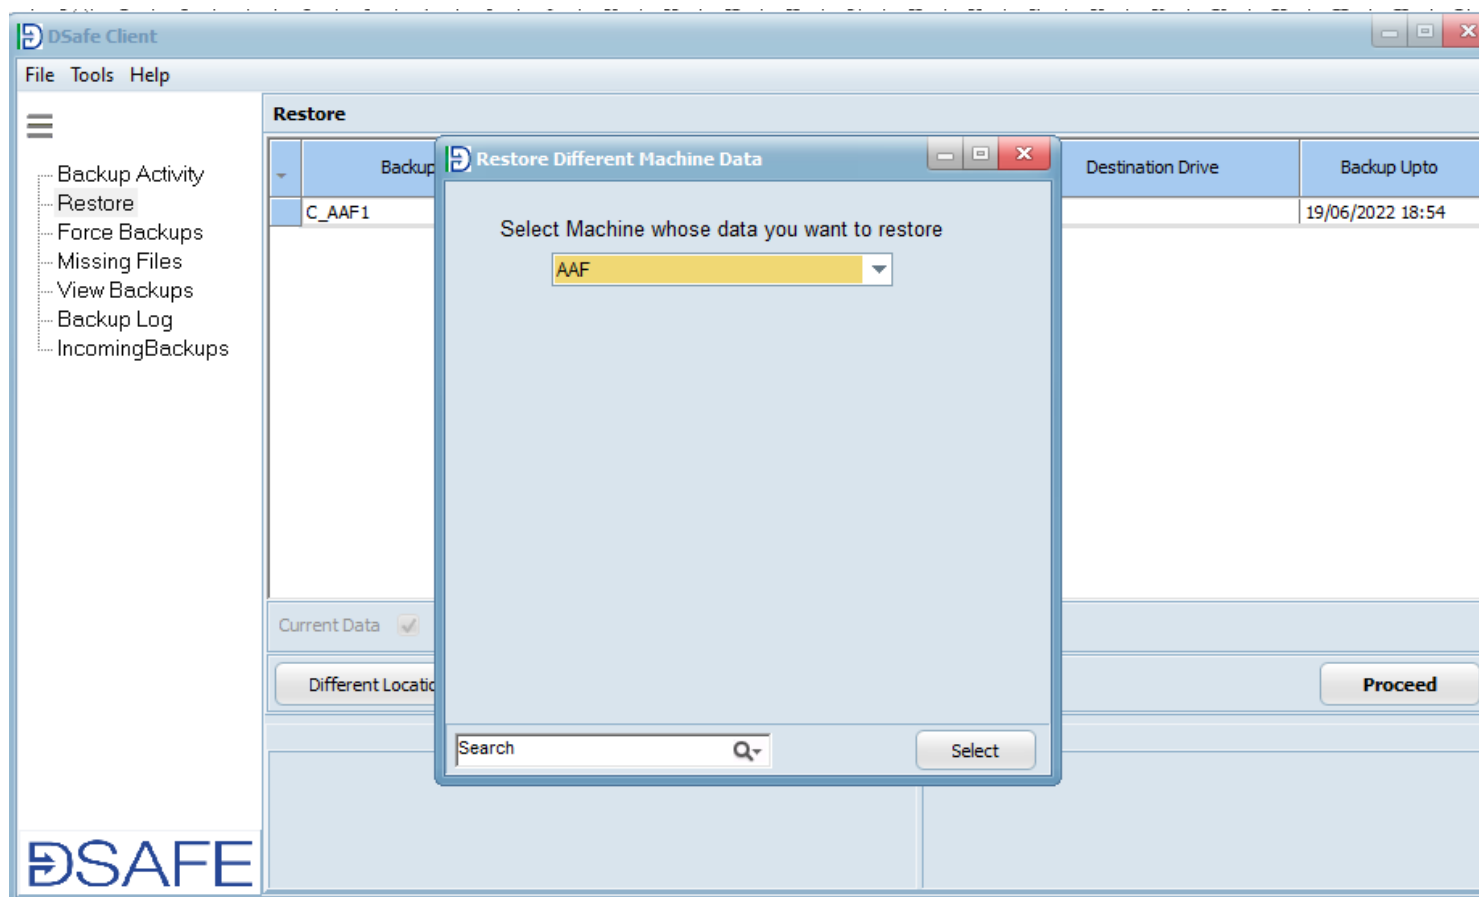 DSafe Client
File Tools Help
Restore
Backup Activity
Restore
Force Backups
Missing Files
View Backups
Backup Log
IncomingBackups
Backup
Destination Drive
Backup Upto
C_AAF1
19/06/2022 18:54
Restore Different Machine Data
Select Machine whose data you want to restore
AAF
Search
Select
Current Data
Different Locatio
Proceed
DSAFE